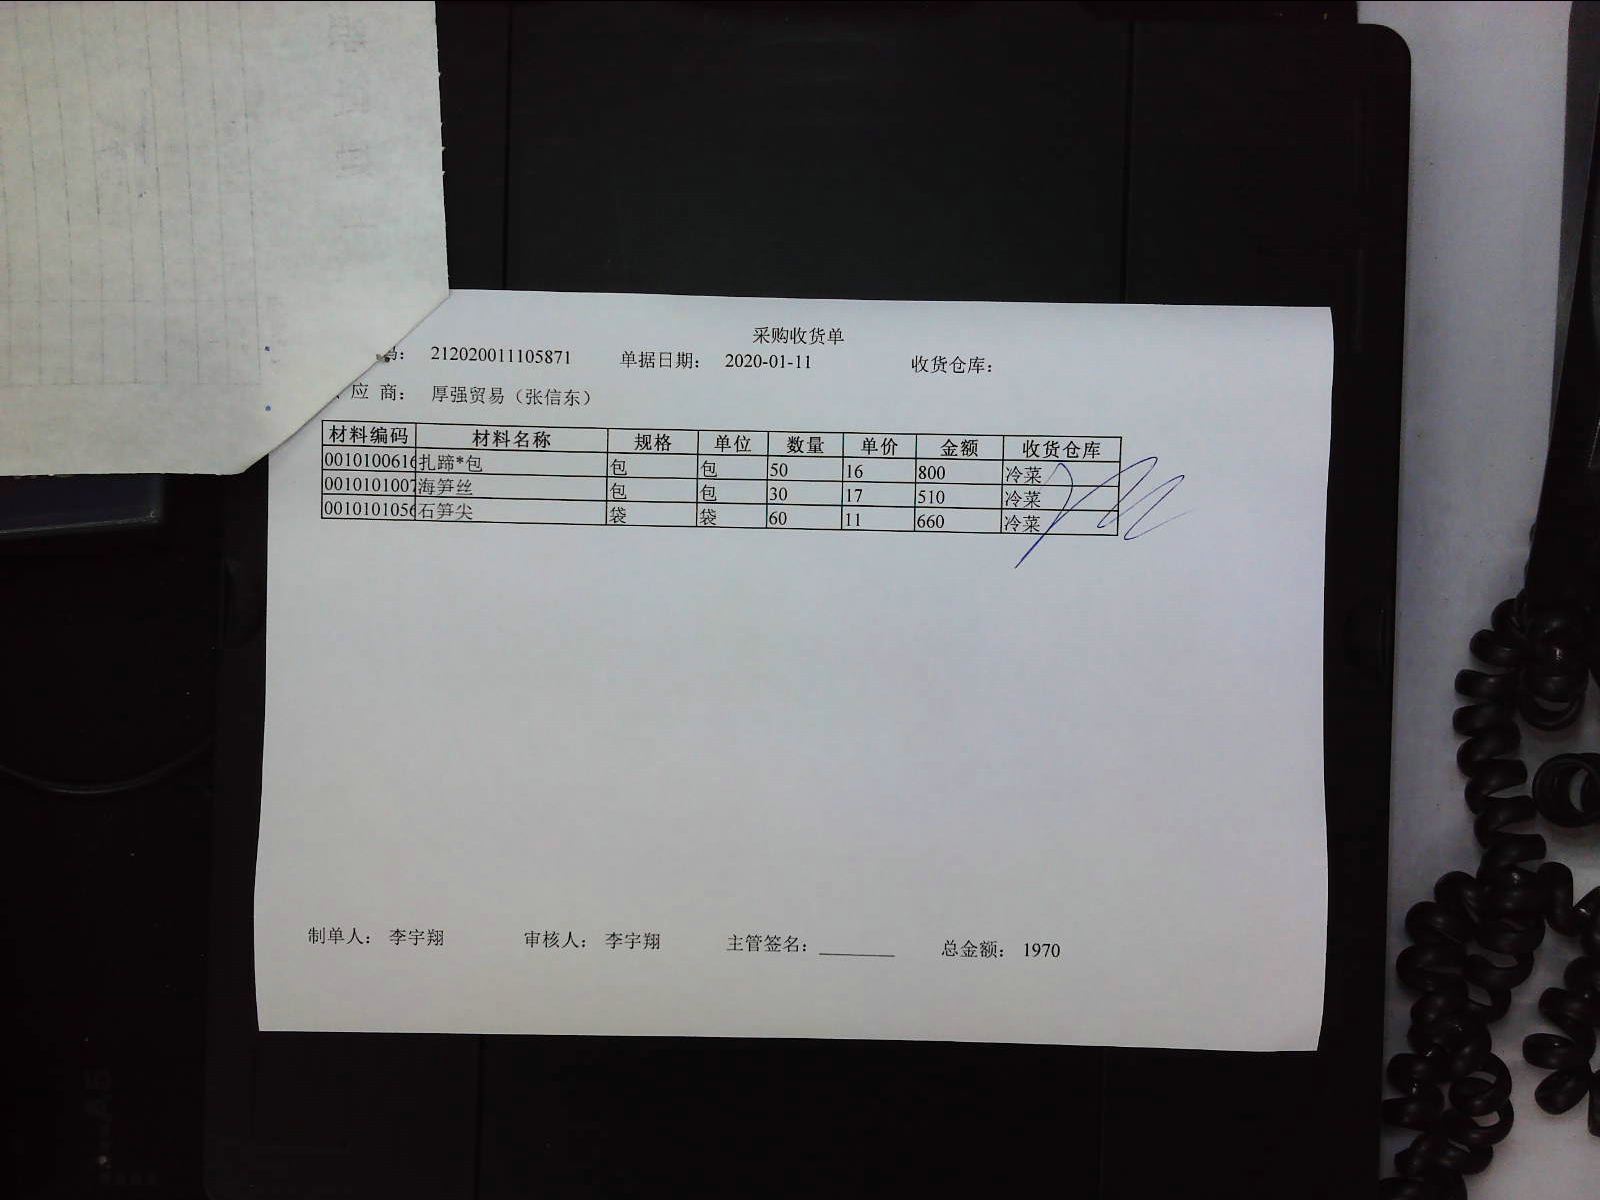 采购收货单
码： 212020011105871 单据日期： 2020-01-11 收货仓库：
应 商： 厚强贸易（张信东）
材料编码 材料名称 规格 单位 数量 单价 金额 收货仓库
0010100616 扎蹄*包 包 包 50 16 800 冷菜
0010101007 海笋丝 包 包 30 17 510 冷菜
0010101056 石笋尖 袋 袋 60 11 660 冷菜
制单人： 李宇翔 审核人： 李宇翔 主管签名： 总金额： 1970